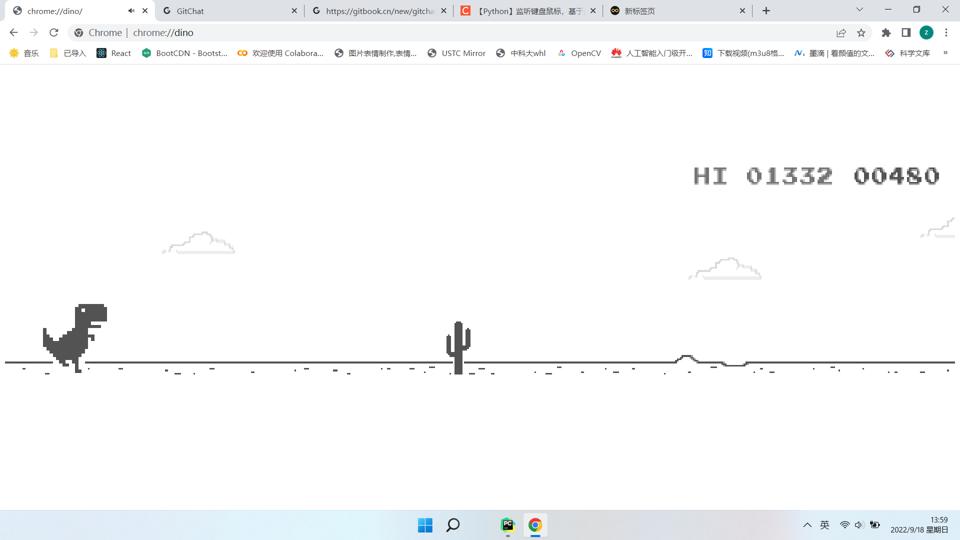 chrome://dino/
GitChat
https://gitbook.cn/new/gitcha
【Python】监听键盘鼠标，基于
新标签页
Chrome | chrome://dino
音乐
已导入
React
BootCDN - Bootst...
欢迎使用 Colabora...
图片表情制作,表情...
USTC Mirror
中科大whl
OpenCV
人工智能入门极开...
下载视频(m3u8格...
墨滴 | 看颜值的文...
科学文库
»
HI 01332 00480
英
13:59
2022/9/18 星期日